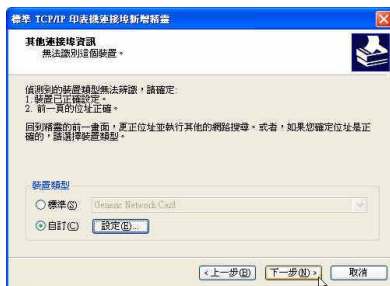 標準 TCP/IP 印表機連接埠新增精靈
其他連接埠資訊
無法識別這個裝置。
偵測到的裝置類型無法辨識，請確定:
1. 裝置已正確設定。
2. 前一頁的位址正確。
回到精靈的前一畫面，更正位址並執行其他的網路搜尋。或者，如果您確定位址是正
確的，請選擇裝置類型。
裝置類型
標準(S)
Generic Network Card
自訂(C)
設定(E)...
<上一步(B)
下一步(N)>
取消